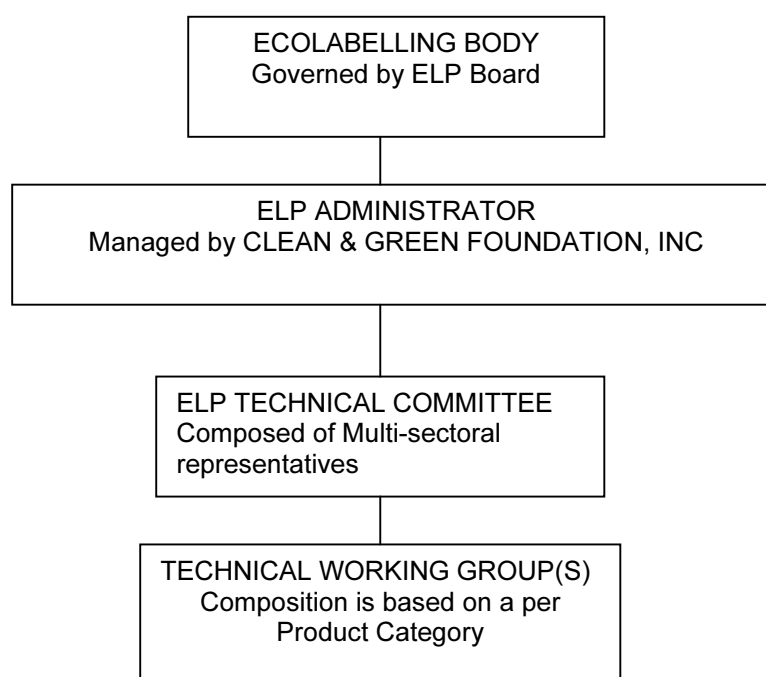 ECOLABELLING BODY
Governed by ELP Board
ELP ADMINISTRATOR
Managed by CLEAN & GREEN FOUNDATION, INC
ELP TECHNICAL COMMITTEE
Composed of Multi-sectoral
representatives
TECHNICAL WORKING GROUP(S)
Composition is based on a per
Product Category